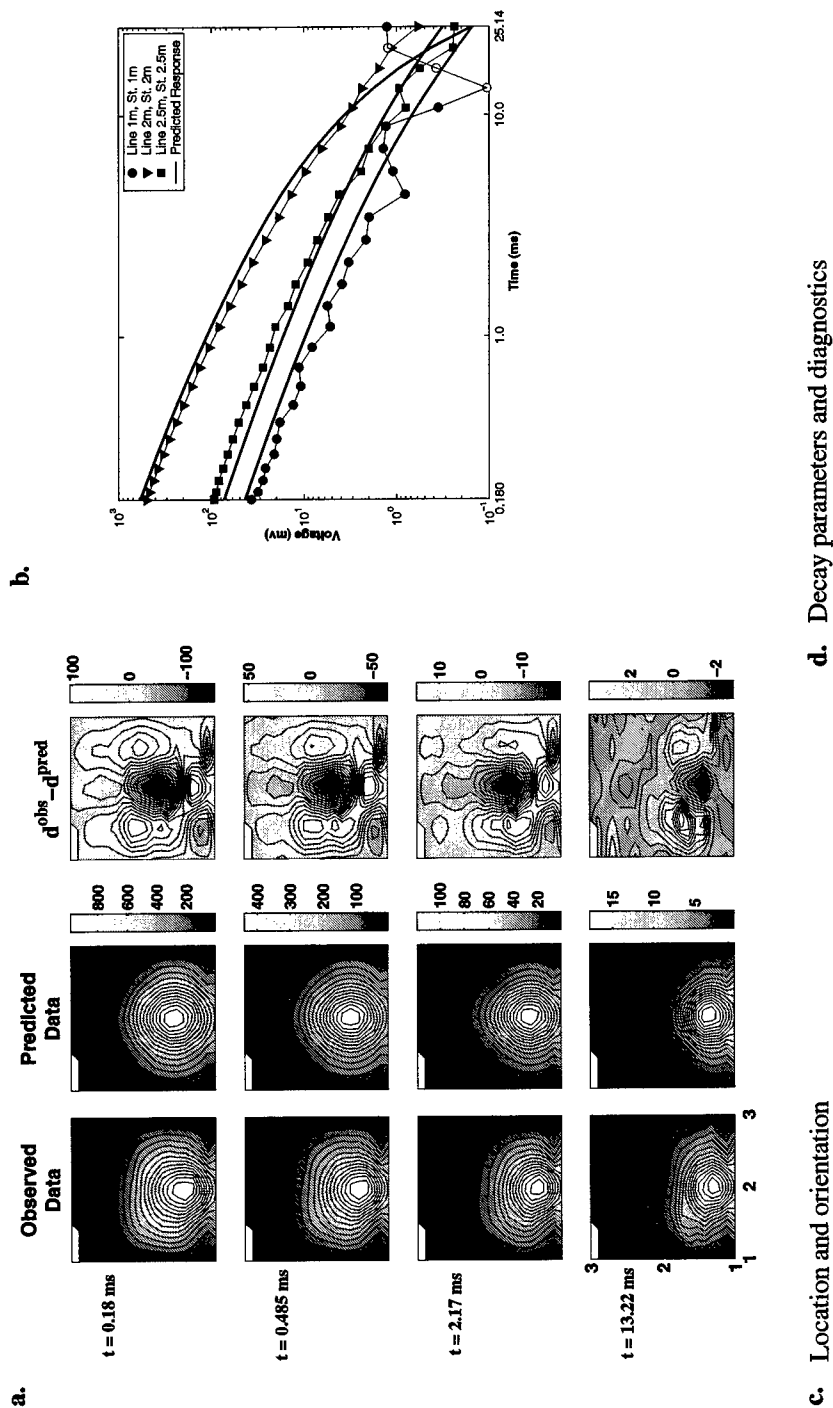 a.
Observed
Data
Predicted
Data
d^obs–d^pred
t = 0.18 ms
800
600
400
200
100
0
−100
t = 0.485 ms
400
300
200
100
50
0
−50
t = 2.17 ms
100
80
60
40
20
10
0
−10
t = 13.22 ms
3
2
1
1
2
3
15
10
5
2
0
−2
b.
Voltage (mv)
10^3
10^2
10^1
10^0
10^-1
0.180
1.0
10.0
25.14
Time (ms)
Line 1m, St. 1m
Line 2m, St. 2m
Line 2.5m, St. 2.5m
Predicted Response
c. Location and orientation
d. Decay parameters and diagnostics